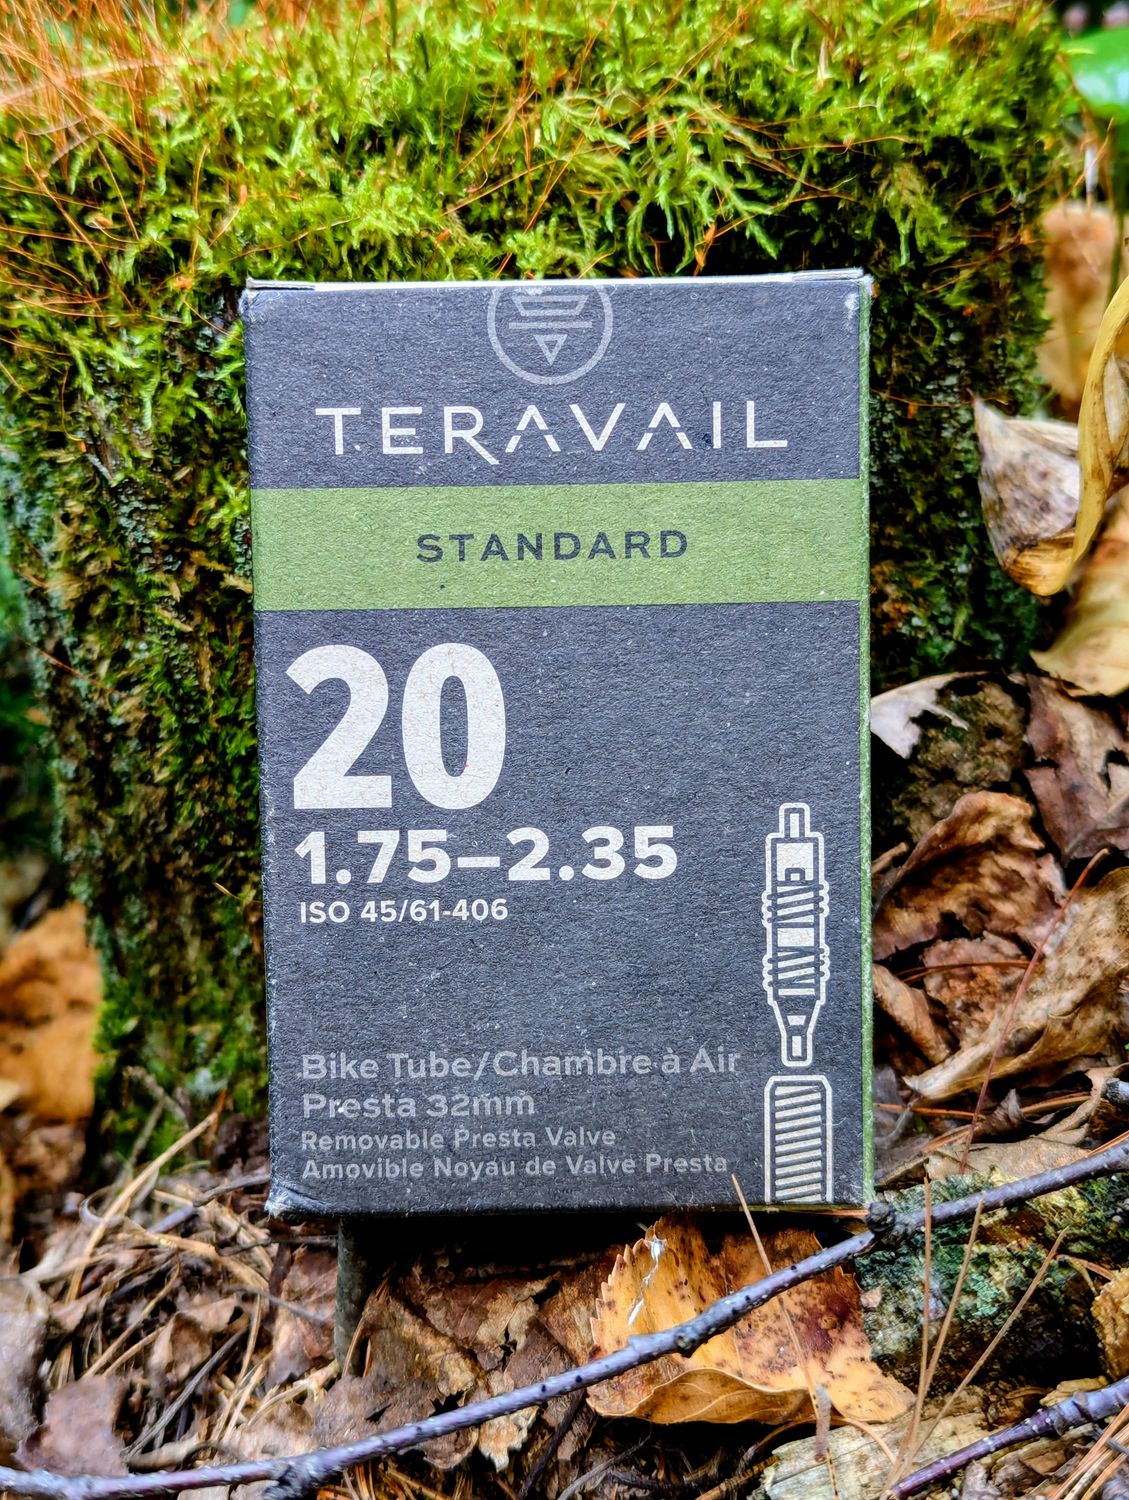 TERAVAIL
STANDARD
20
1.75–2.35
ISO 45/61-406
Bike Tube/Chambre à Air
Presta 32mm
Removable Presta Valve
Amovible Noyau de Valve Presta